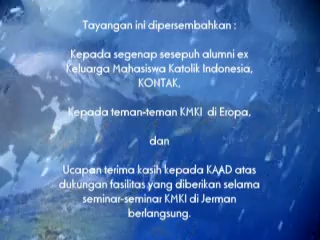 Tayangan ini dipersembahkan :
Kepada segenap sesepuh alumni ex
Keluarga Mahasiswa Katolik Indonesia,
KONTAK,
Kepada teman-teman KMKI di Eropa,
dan
Ucapan terima kasih kepada KAAD atas
dukungan fasilitas yang diberikan selama
seminar-seminar KMKI di Jerman
berlangsung.